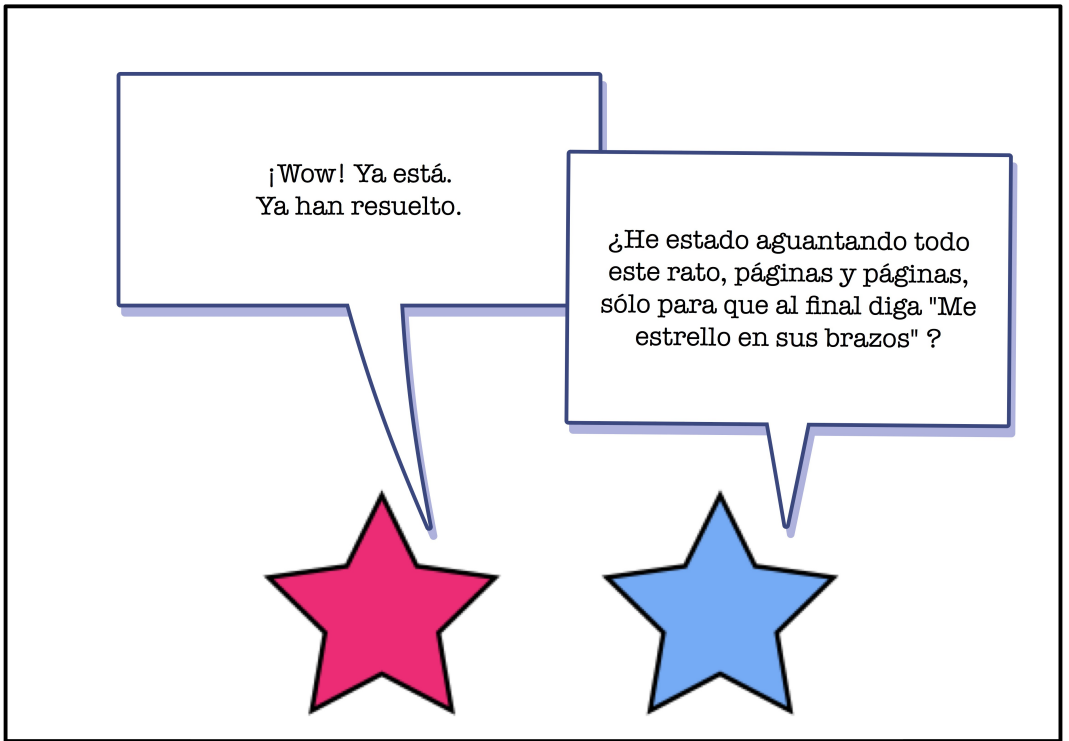 ¡Wow! Ya está.
Ya han resuelto.
¿He estado aguantando todo
este rato, páginas y páginas,
sólo para que al final diga "Me
estrello en sus brazos" ?